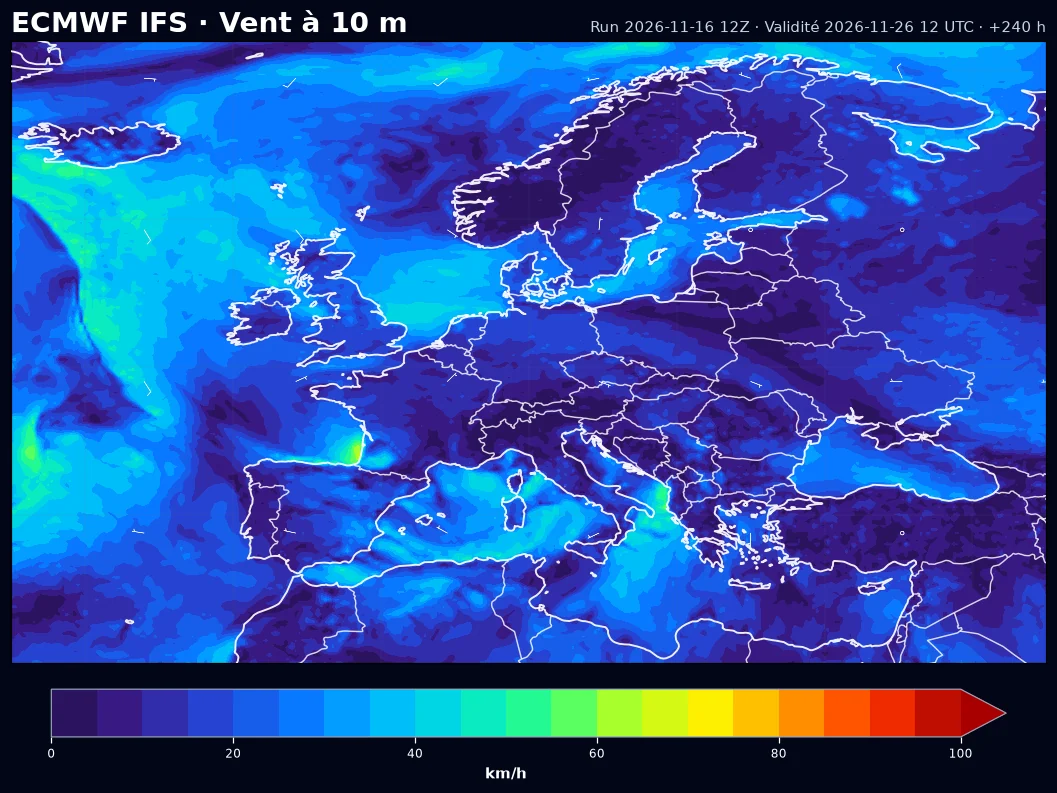 ECMWF IFS · Vent à 10 m
Run 2026-11-16 12Z · Validité 2026-11-26 12 UTC · +240 h
0 20 40 60 80 100
km/h